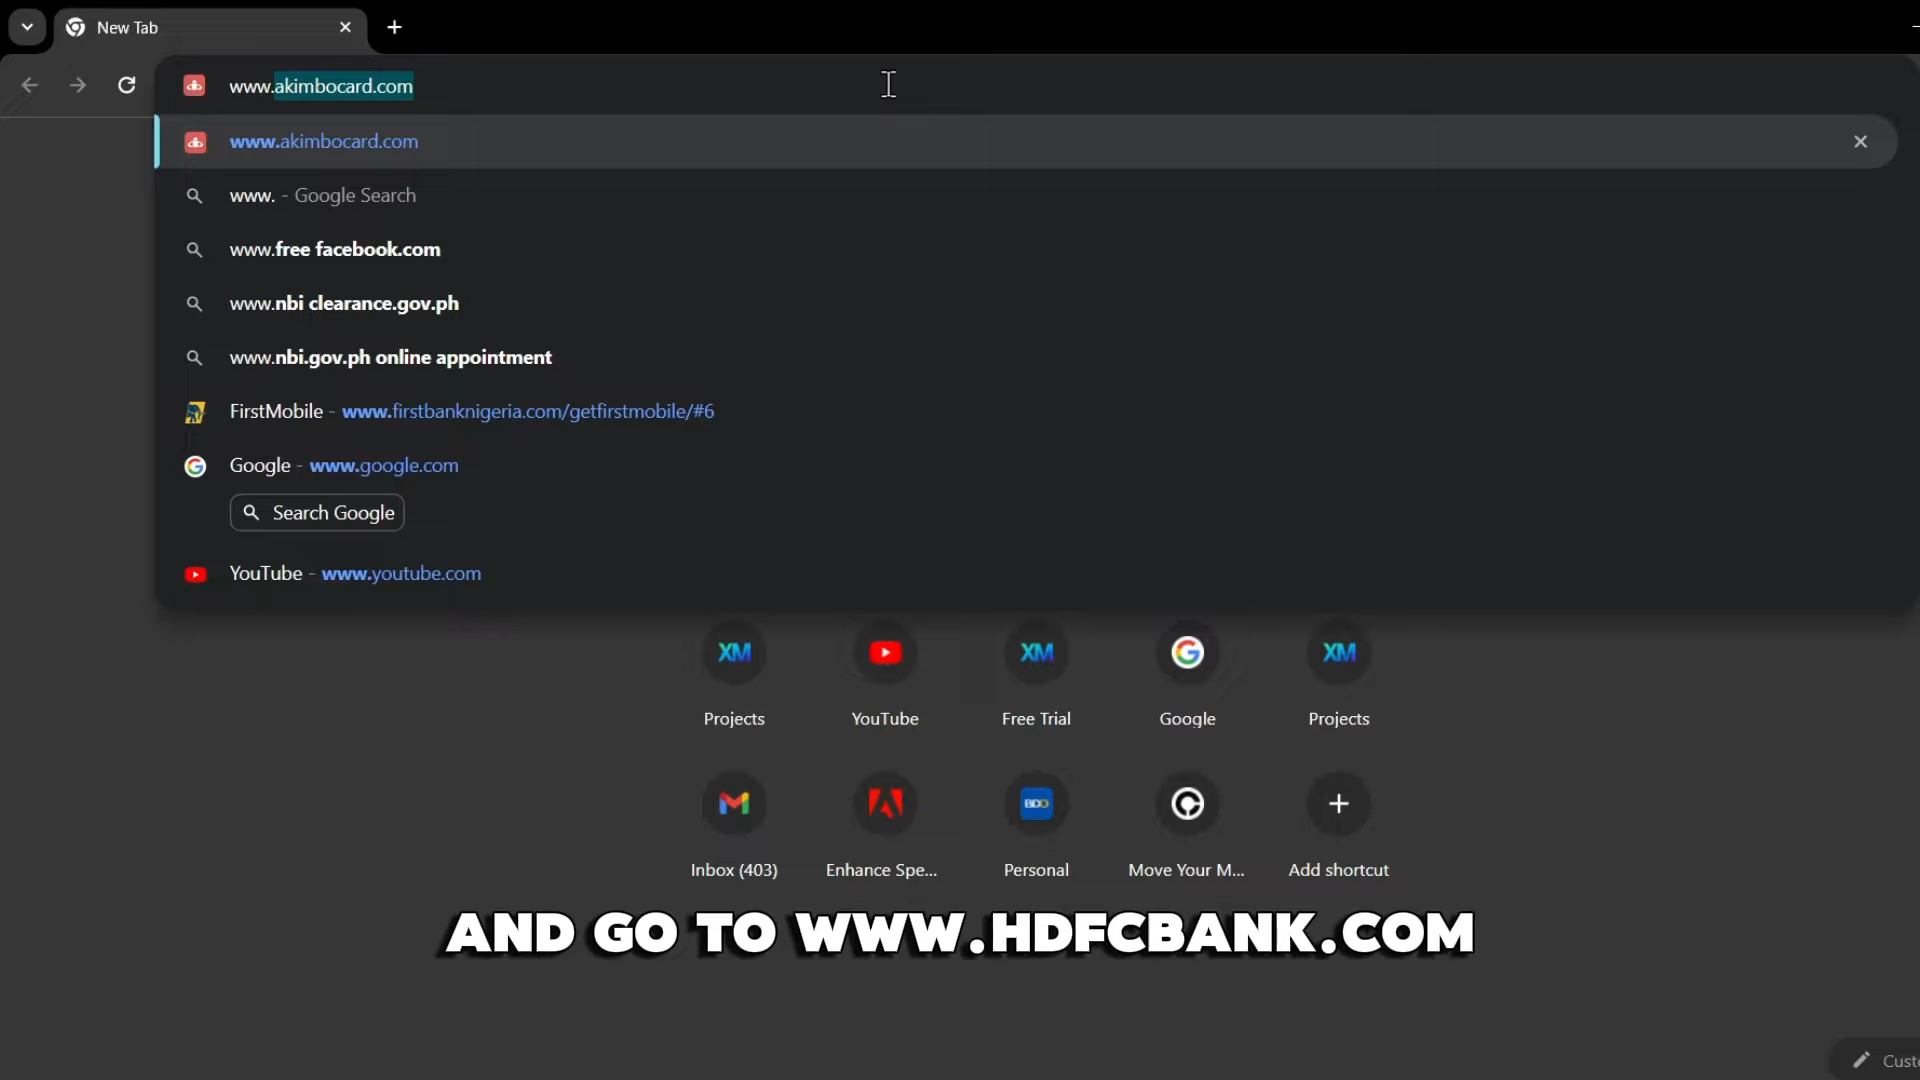 New Tab
www.akimbocard.com
www.akimbocard.com
www. - Google Search
www.free facebook.com
www.nbi clearance.gov.ph
www.nbi.gov.ph online appointment
FirstMobile - www.firstbanknigeria.com/getfirstmobile/#6
Google - www.google.com
Search Google
YouTube - www.youtube.com
XM XM XM
Projects YouTube Free Trial Google Projects
BDO
Inbox (403) Enhance Spe... Personal Move Your M... Add shortcut
AND GO TO WWW.HDFCBANK.COM
Custo